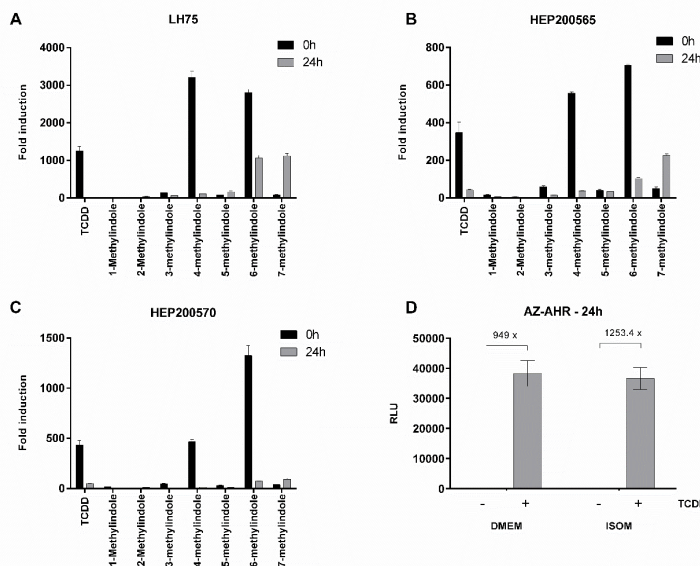 A
LH75
0h
24h
Fold induction
4000
3000
2000
1000
0
TCDD
1-Methylindole
2-Methylindole
3-methylindole
4-methylindole
5-methylindole
6-methylindole
7-methylindole
B
HEP200565
0h
24h
Fold induction
800
600
400
200
0
TCDD
1-Methylindole
2-Methylindole
3-methylindole
4-methylindole
5-methylindole
6-methylindole
7-methylindole
C
HEP200570
0h
24h
Fold induction
1500
1000
500
0
TCDD
1-Methylindole
2-Methylindole
3-methylindole
4-methylindole
5-methylindole
6-methylindole
7-methylindole
D
AZ-AHR - 24h
949 x
1253.4 x
RLU
50000
40000
30000
20000
10000
0
- + - + TCD
DMEM ISOM